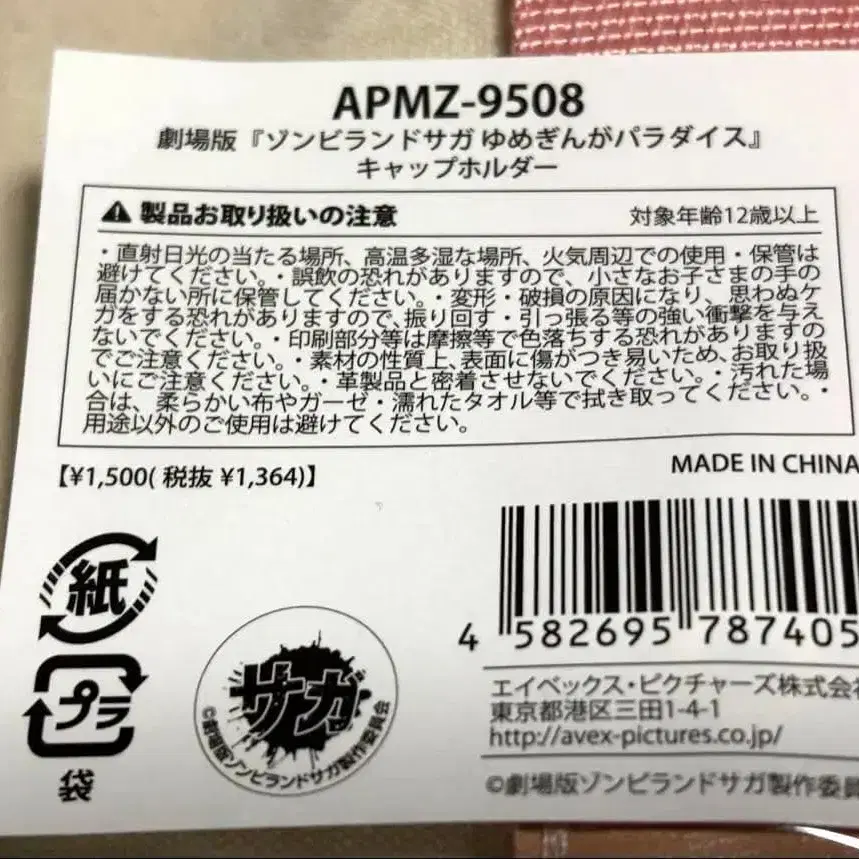 APMZ-9508
劇場版『ゾンビランドサガ ゆめぎんがパラダイス』
キャップホルダー
製品お取り扱いの注意 対象年齢12歳以上
・直射日光の当たる場所、高温多湿な場所、火気周辺での使用・保管は
避けてください。・誤飲の恐れがありますので、小さなお子さまの手の
届かない所に保管してください。・変形・破損の原因になり、思わぬケ
ガをする恐れがありますので、振り回す・引っ張る等の強い衝撃を与え
ないでください。・印刷部分等は摩擦等で色落ちする恐れがありますの
でご注意ください。・素材の性質上、表面に傷がつき易いため、お取り扱
いにご注意ください。・革製品と密着させないでください。・汚れた場
合は、柔らかい布やガーゼ・濡れたタオル等で拭き取ってください。・
用途以外のご使用は避けてください。
【¥1,500( 税抜 ¥1,364)】
MADE IN CHINA
紙
プラ
袋
サガ
©劇場版ゾンビランドサガ製作委員会
4 582695 787405
エイベックス・ピクチャーズ株式会
東京都港区三田1-4-1
http://avex-pictures.co.jp/
©劇場版ゾンビランドサガ製作委員